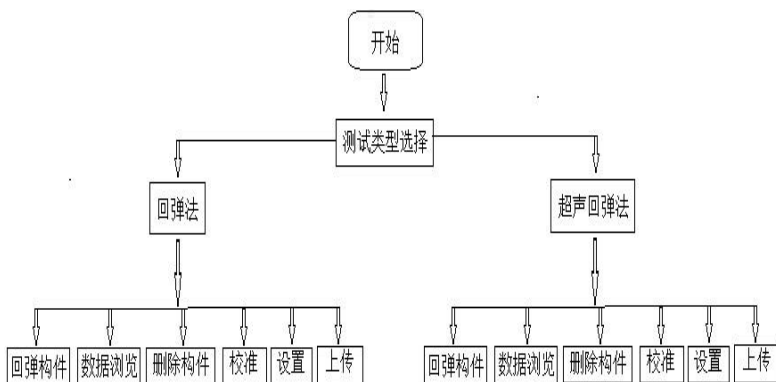 开始
测试类型选择
回弹法
超声回弹法
回弹构件 数据浏览 删除构件 校准 设置 上传
回弹构件 数据浏览 删除构件 校准 设置 上传